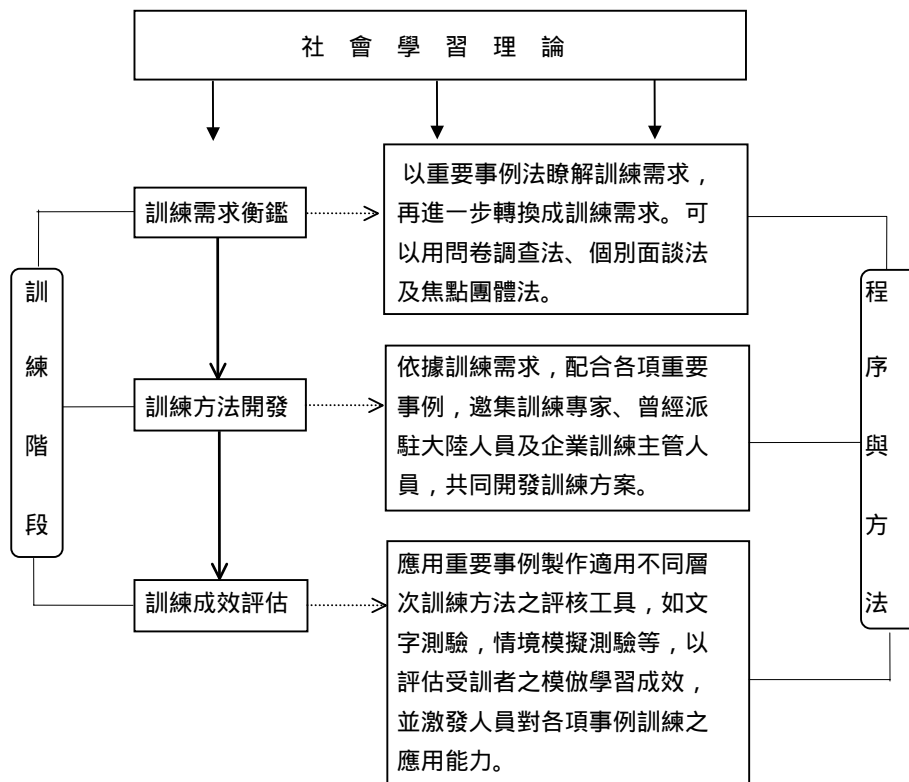 社 會 學 習 理 論
訓練需求衡鑑
以重要事例法瞭解訓練需求，
再進一步轉換成訓練需求。可
以用問卷調查法、個別面談法
及焦點團體法。
訓練階段
程序與方法
訓練方法開發
依據訓練需求，配合各項重要
事例，邀集訓練專家、曾經派
駐大陸人員及企業訓練主管人
員，共同開發訓練方案。
訓練成效評估
應用重要事例製作適用不同層
次訓練方法之評核工具，如文
字測驗，情境模擬測驗等，以
評估受訓者之模倣學習成效，
並激發人員對各項事例訓練之
應用能力。